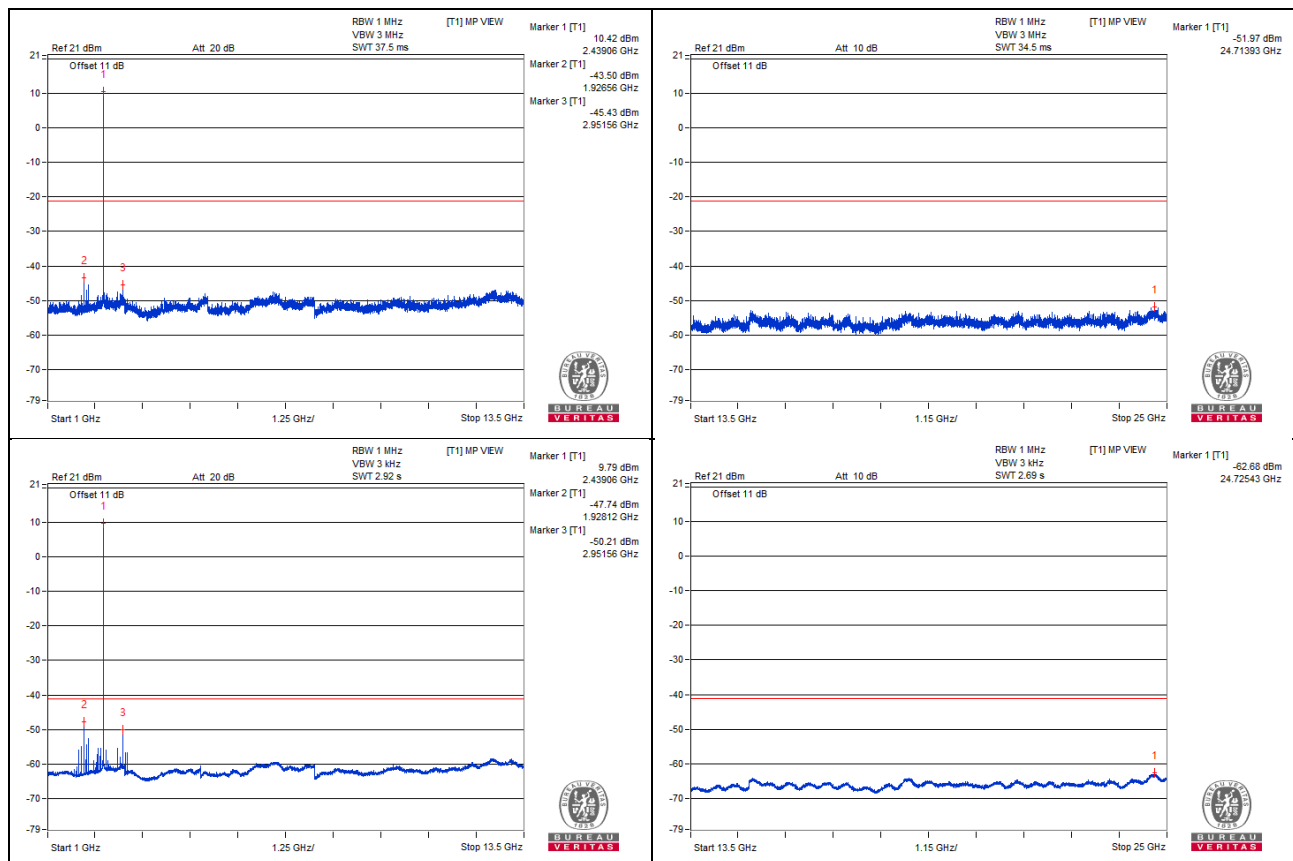 RBW 1 MHz [T1] MP VIEW
VBW 3 MHz
Ref 21 dBm Att 20 dB SWT 37.5 ms
Marker 1 [T1]
10.42 dBm
2.43906 GHz
Marker 2 [T1]
-43.50 dBm
1.92656 GHz
Marker 3 [T1]
-45.43 dBm
2.95156 GHz
21
Offset 11 dB
1
10
0
-10
-20
-30
-40
2 3
-50
-60
-70
-79
Start 1 GHz 1.25 GHz/ Stop 13.5 GHz
BUREAU VERITAS
1828
BUREAU
VERITAS
RBW 1 MHz [T1] MP VIEW
VBW 3 MHz
Ref 21 dBm Att 10 dB SWT 34.5 ms
Marker 1 [T1]
-51.97 dBm
24.71393 GHz
21
Offset 11 dB
10
0
-10
-20
-30
-40
1
-50
-60
-70
-79
Start 13.5 GHz 1.15 GHz/ Stop 25 GHz
BUREAU VERITAS
1828
BUREAU
VERITAS
RBW 1 MHz [T1] MP VIEW
VBW 3 kHz
Ref 21 dBm Att 20 dB SWT 2.92 s
Marker 1 [T1]
9.79 dBm
2.43906 GHz
Marker 2 [T1]
-47.74 dBm
1.92812 GHz
Marker 3 [T1]
-50.21 dBm
2.95156 GHz
21
Offset 11 dB
1
10
0
-10
-20
-30
-40
2 3
-50
-60
-70
-79
Start 1 GHz 1.25 GHz/ Stop 13.5 GHz
BUREAU VERITAS
1828
BUREAU
VERITAS
RBW 1 MHz [T1] MP VIEW
VBW 3 kHz
Ref 21 dBm Att 10 dB SWT 2.69 s
Marker 1 [T1]
-62.68 dBm
24.72543 GHz
21
Offset 11 dB
10
0
-10
-20
-30
-40
-50
1
-60
-70
-79
Start 13.5 GHz 1.15 GHz/ Stop 25 GHz
BUREAU VERITAS
1828
BUREAU
VERITAS